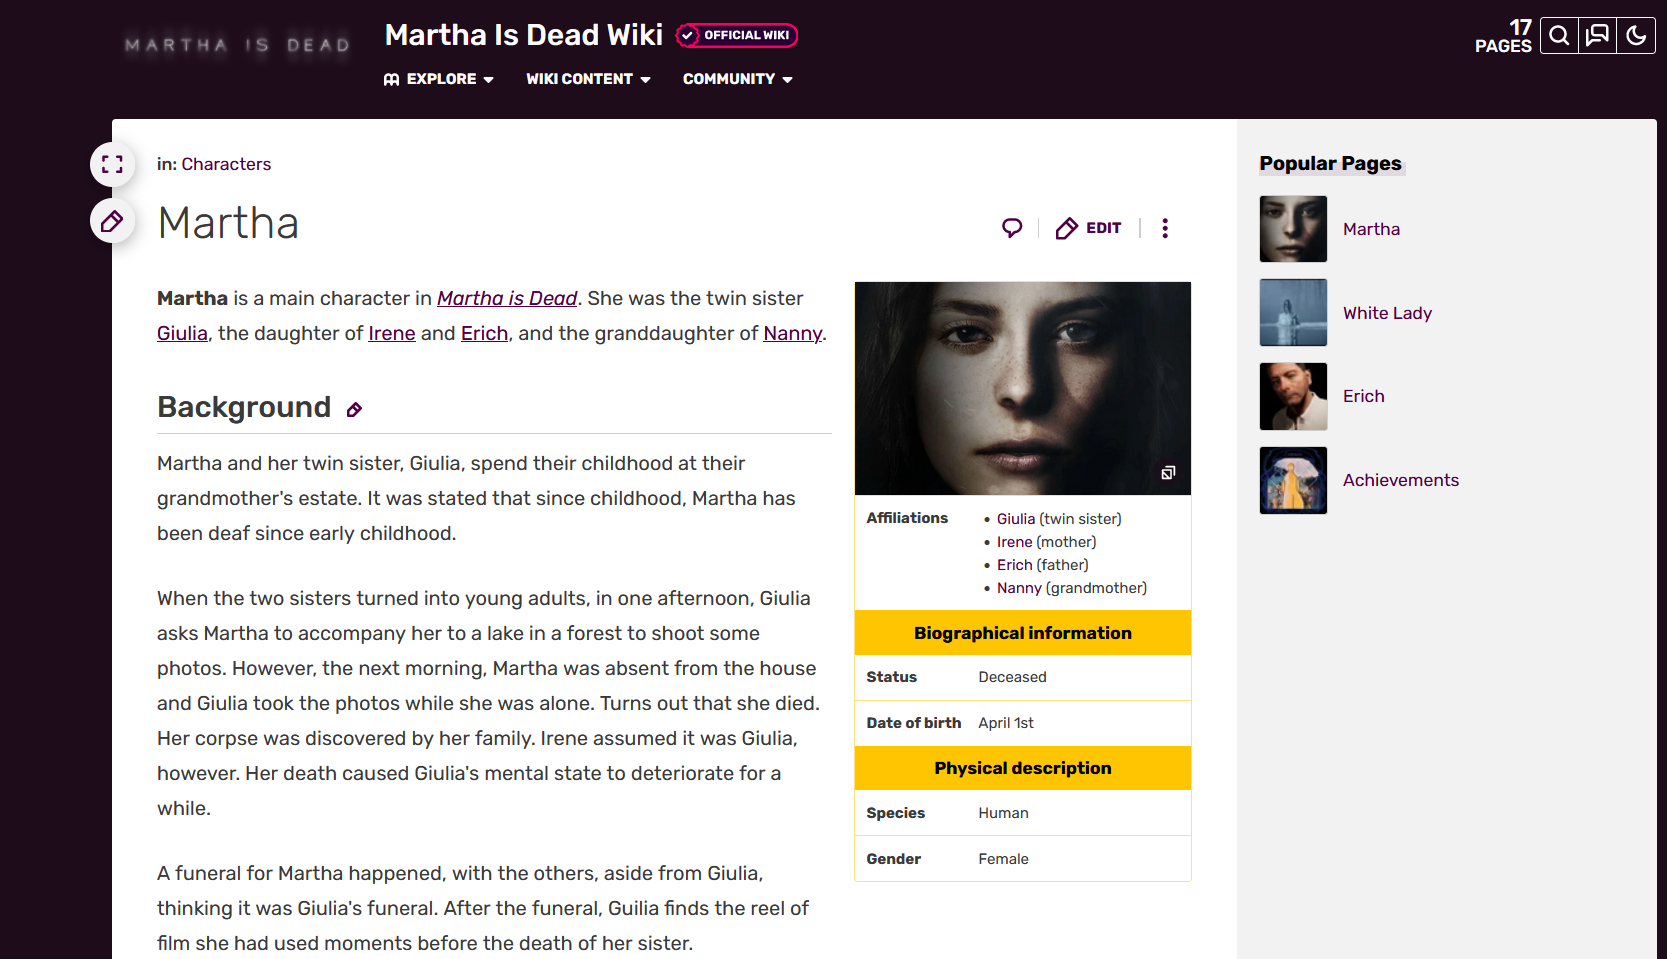 MARTHA IS DEAD
Martha Is Dead Wiki
OFFICIAL WIKI
17
PAGES
EXPLORE
WIKI CONTENT
COMMUNITY
in: Characters
Martha
EDIT
Martha is a main character in Martha is Dead. She was the twin sister
Giulia, the daughter of Irene and Erich, and the granddaughter of Nanny.
Background
Martha and her twin sister, Giulia, spend their childhood at their
grandmother's estate. It was stated that since childhood, Martha has
been deaf since early childhood.
When the two sisters turned into young adults, in one afternoon, Giulia
asks Martha to accompany her to a lake in a forest to shoot some
photos. However, the next morning, Martha was absent from the house
and Giulia took the photos while she was alone. Turns out that she died.
Her corpse was discovered by her family. Irene assumed it was Giulia,
however. Her death caused Giulia's mental state to deteriorate for a
while.
A funeral for Martha happened, with the others, aside from Giulia,
thinking it was Giulia's funeral. After the funeral, Guilia finds the reel of
film she had used moments before the death of her sister.
Affiliations
• Giulia (twin sister)
• Irene (mother)
• Erich (father)
• Nanny (grandmother)
Biographical information
Status Deceased
Date of birth April 1st
Physical description
Species Human
Gender Female
Popular Pages
Martha
White Lady
Erich
Achievements